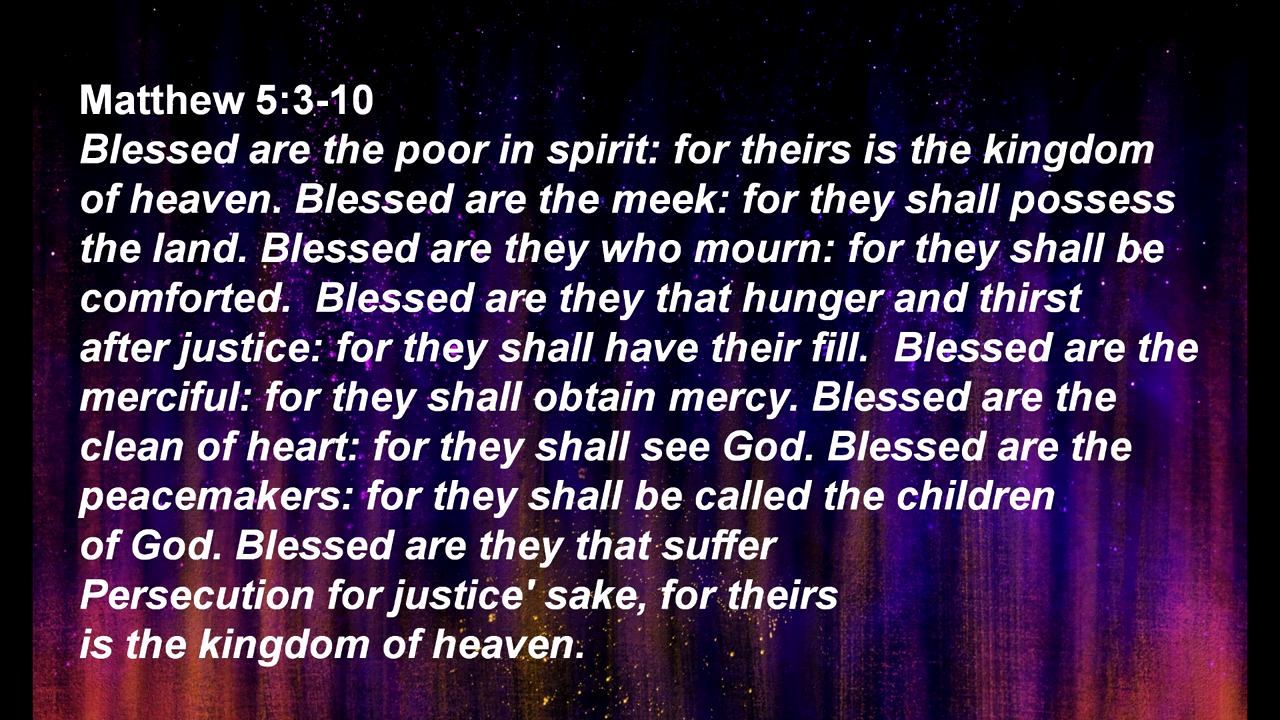 Matthew 5:3-10
Blessed are the poor in spirit: for theirs is the kingdom
of heaven. Blessed are the meek: for they shall possess
the land. Blessed are they who mourn: for they shall be
comforted.  Blessed are they that hunger and thirst
after justice: for they shall have their fill.  Blessed are the
merciful: for they shall obtain mercy. Blessed are the
clean of heart: for they shall see God. Blessed are the
peacemakers: for they shall be called the children
of God. Blessed are they that suffer
Persecution for justice' sake, for theirs
is the kingdom of heaven.